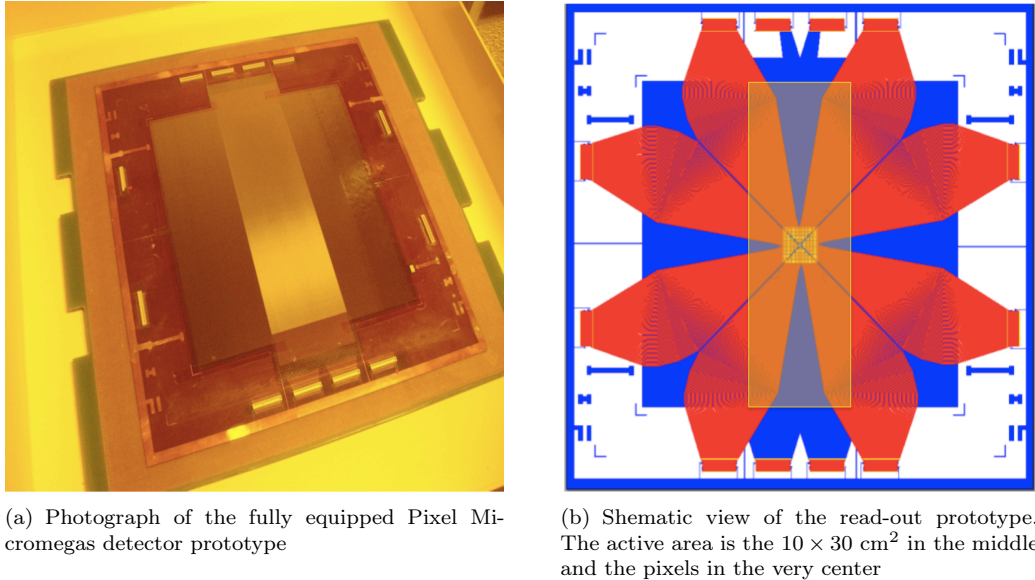 (a) Photograph of the fully equipped Pixel Mi-
cromegas detector prototype
(b) Shematic view of the read-out prototype.
The active area is the 10 × 30 cm² in the middle
and the pixels in the very center